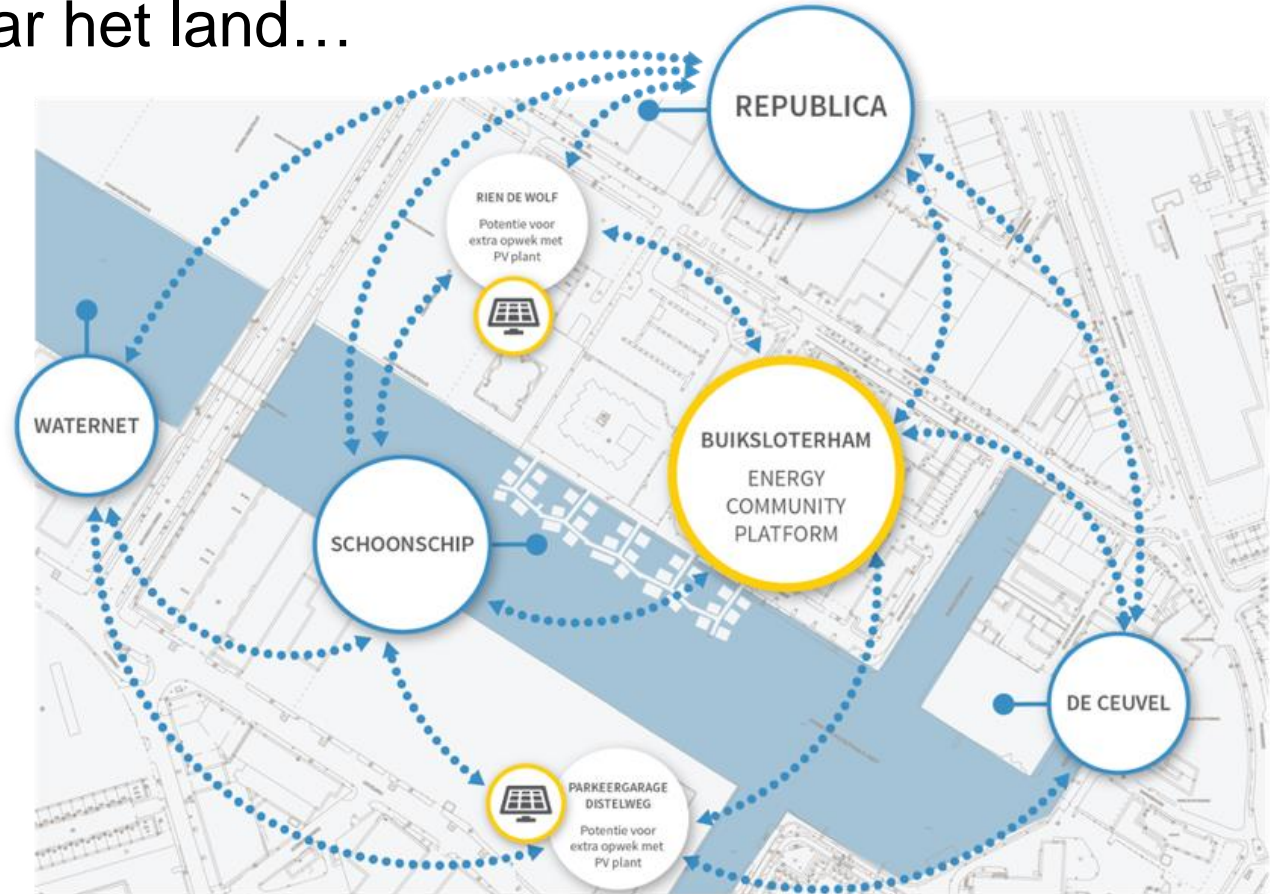 ar het land…
REPUBLICA
RIEN DE WOLF
Potentie voor
extra opwek met
PV plant
WATERNET
BUIKSLOTERHAM
ENERGY
COMMUNITY
PLATFORM
SCHOONSCHIP
DE CEUVEL
PARKEERGARAGE
DISTELWEG
Potentie voor
extra opwek met
PV plant